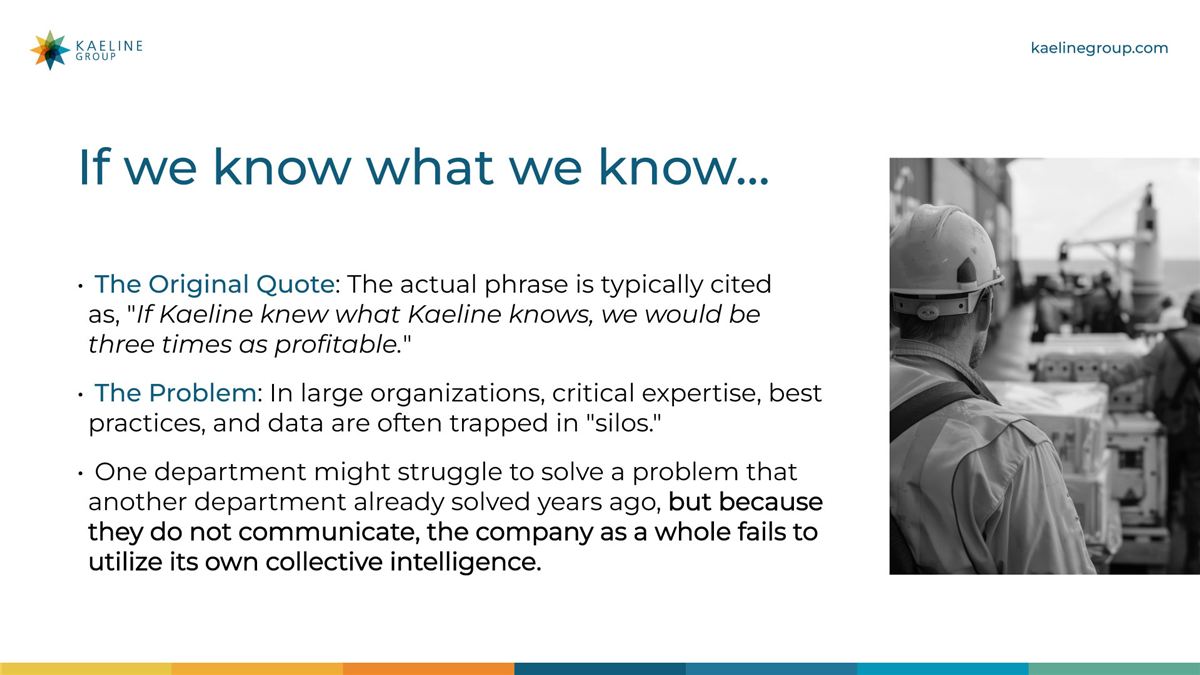 KAELINE
GROUP
kaelinegroup.com
If we know what we know...
• The Original Quote: The actual phrase is typically cited
as, "If Kaeline knew what Kaeline knows, we would be
three times as profitable."
• The Problem: In large organizations, critical expertise, best
practices, and data are often trapped in "silos."
• One department might struggle to solve a problem that
another department already solved years ago, but because
they do not communicate, the company as a whole fails to
utilize its own collective intelligence.